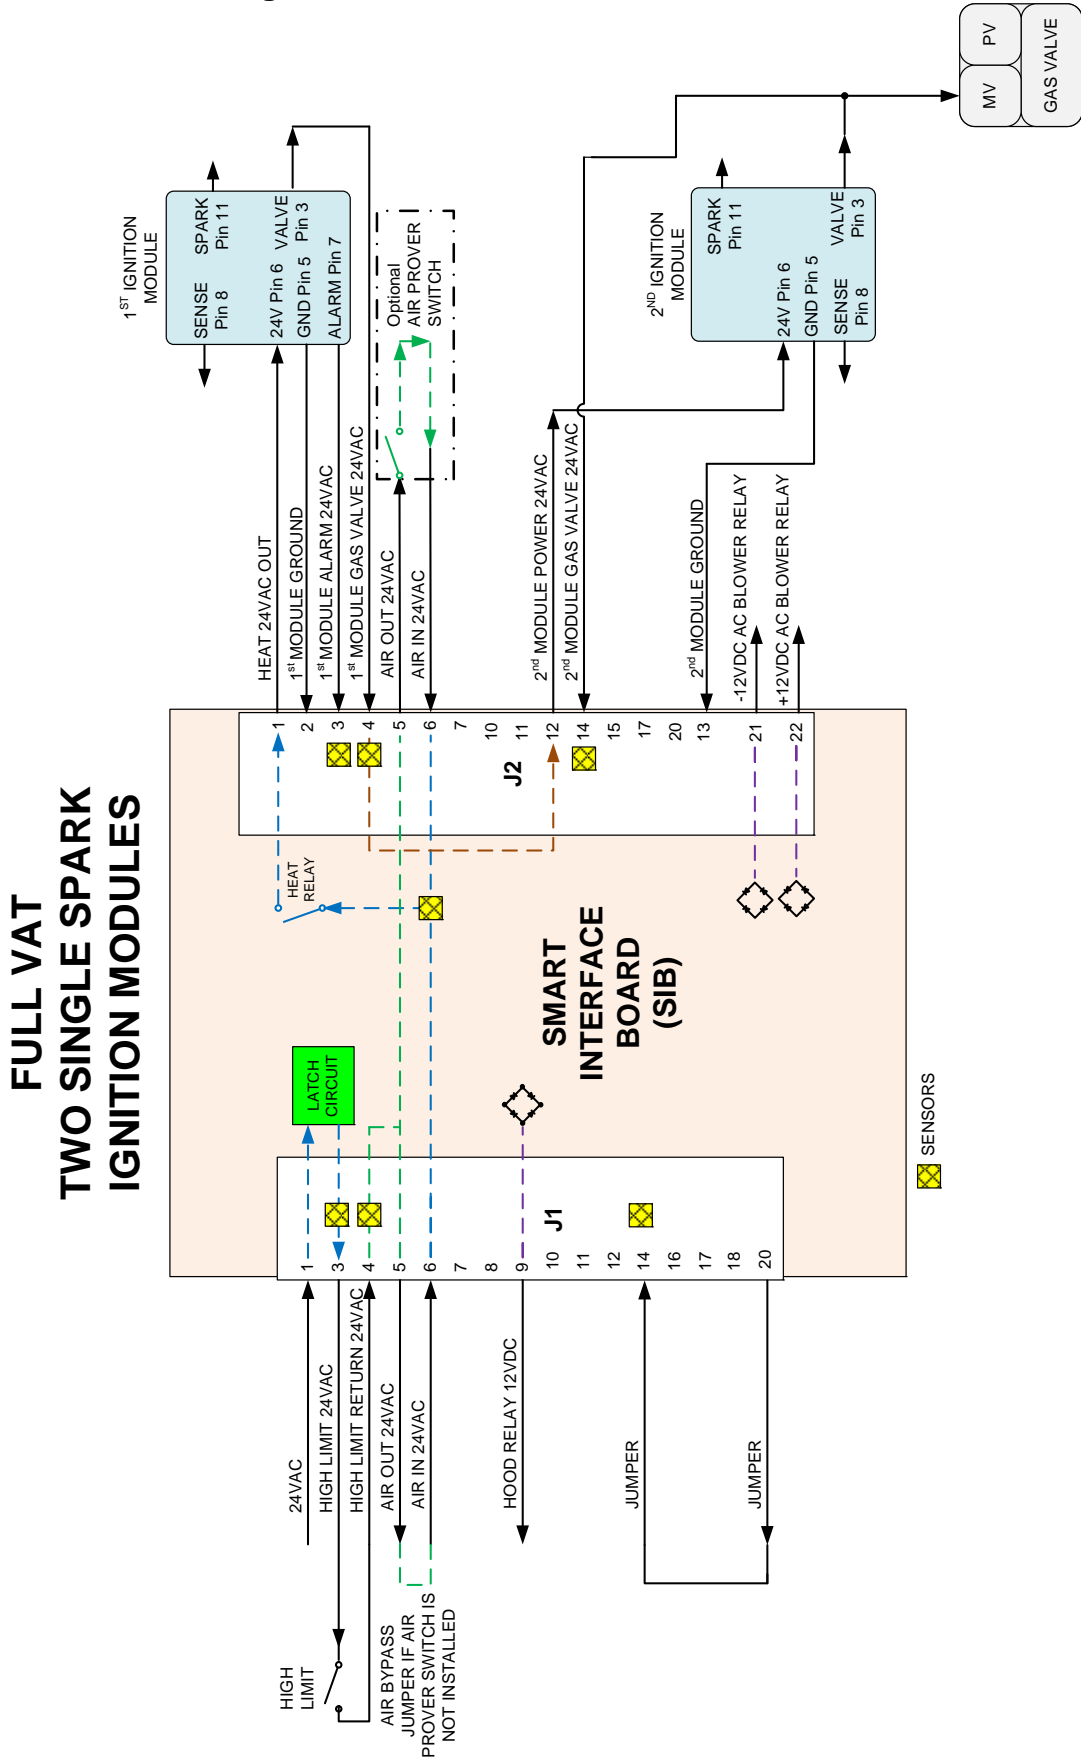 FULL VAT
TWO SINGLE SPARK
IGNITION MODULES
HIGH
LIMIT
24VAC
HIGH LIMIT 24VAC
HIGH LIMIT RETURN 24VAC
AIR OUT 24VAC
AIR IN 24VAC
AIR BYPASS
JUMPER IF AIR
PROVER SWITCH IS
NOT INSTALLED
HOOD RELAY 12VDC
JUMPER
JUMPER
1
3
4
5
6
7
8
9
10
11
12
14
16
17
18
20
J1
LATCH
CIRCUIT
HEAT
RELAY
SMART
INTERFACE
BOARD
(SIB)
SENSORS
J2
1
2
3
4
5
6
7
10
11
12
14
15
17
20
13
21
22
HEAT 24VAC OUT
1st MODULE GROUND
1st MODULE ALARM 24VAC
1st MODULE GAS VALVE 24VAC
AIR OUT 24VAC
AIR IN 24VAC
2nd MODULE POWER 24VAC
2nd MODULE GAS VALVE 24VAC
2nd MODULE GROUND
-12VDC AC BLOWER RELAY
+12VDC AC BLOWER RELAY
1ST IGNITION
MODULE
SENSE
Pin 8
SPARK
Pin 11
24V Pin 6
VALVE
Pin 3
GND Pin 5
ALARM Pin 7
Optional
AIR PROVER
SWITCH
2ND IGNITION
MODULE
SPARK
Pin 11
24V Pin 6
GND Pin 5
SENSE
Pin 8
VALVE
Pin 3
MV
PV
GAS VALVE